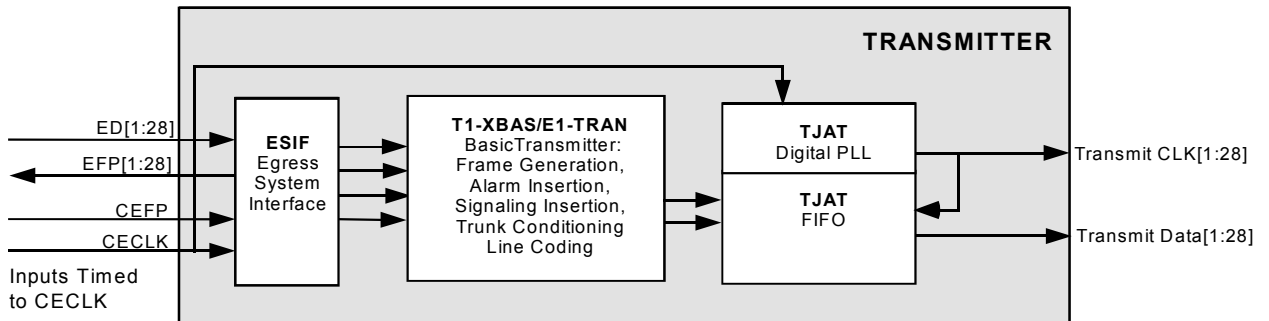 TRANSMITTER
ED[1:28]
EFP[1:28]
CEFP
CECLK
Inputs Timed
to CECLK
ESIF
Egress
System
Interface
T1-XBAS/E1-TRAN
BasicTransmitter:
Frame Generation,
Alarm Insertion,
Signaling Insertion,
Trunk Conditioning
Line Coding
TJAT
Digital PLL
TJAT
FIFO
Transmit CLK[1:28]
Transmit Data[1:28]